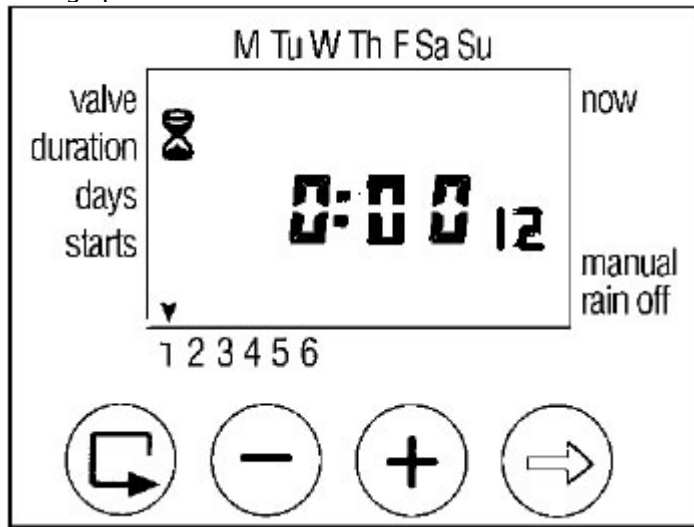 M Tu W Th F Sa Su
valve
duration
days
starts
now
0:00 12
manual
rain off
1 2 3 4 5 6